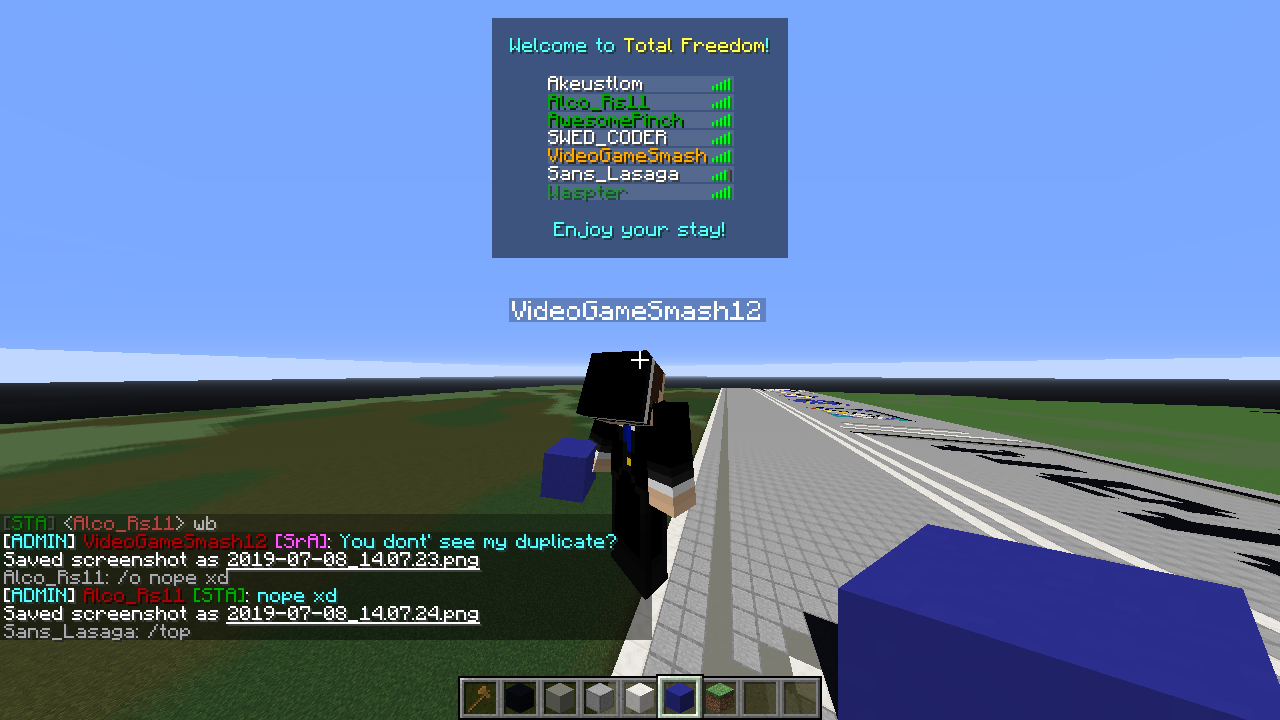 Welcome to Total Freedom!
Akeustlom
Alco_Rs11
AwesomePinch
SWED_CODER
VideoGameSmash
Sans_Lasaga
Waspter
Enjoy your stay!
VideoGameSmash12
[STA] <Alco_Rs11> wb
[ADMIN] VideoGameSmash12 [SrA]: You dont' see my duplicate?
Saved screenshot as 2019-07-08_14.07.23.png
Alco_Rs11: /o nope xd
[ADMIN] Alco_Rs11 [STA]: nope xd
Saved screenshot as 2019-07-08_14.07.24.png
Sans_Lasaga: /top